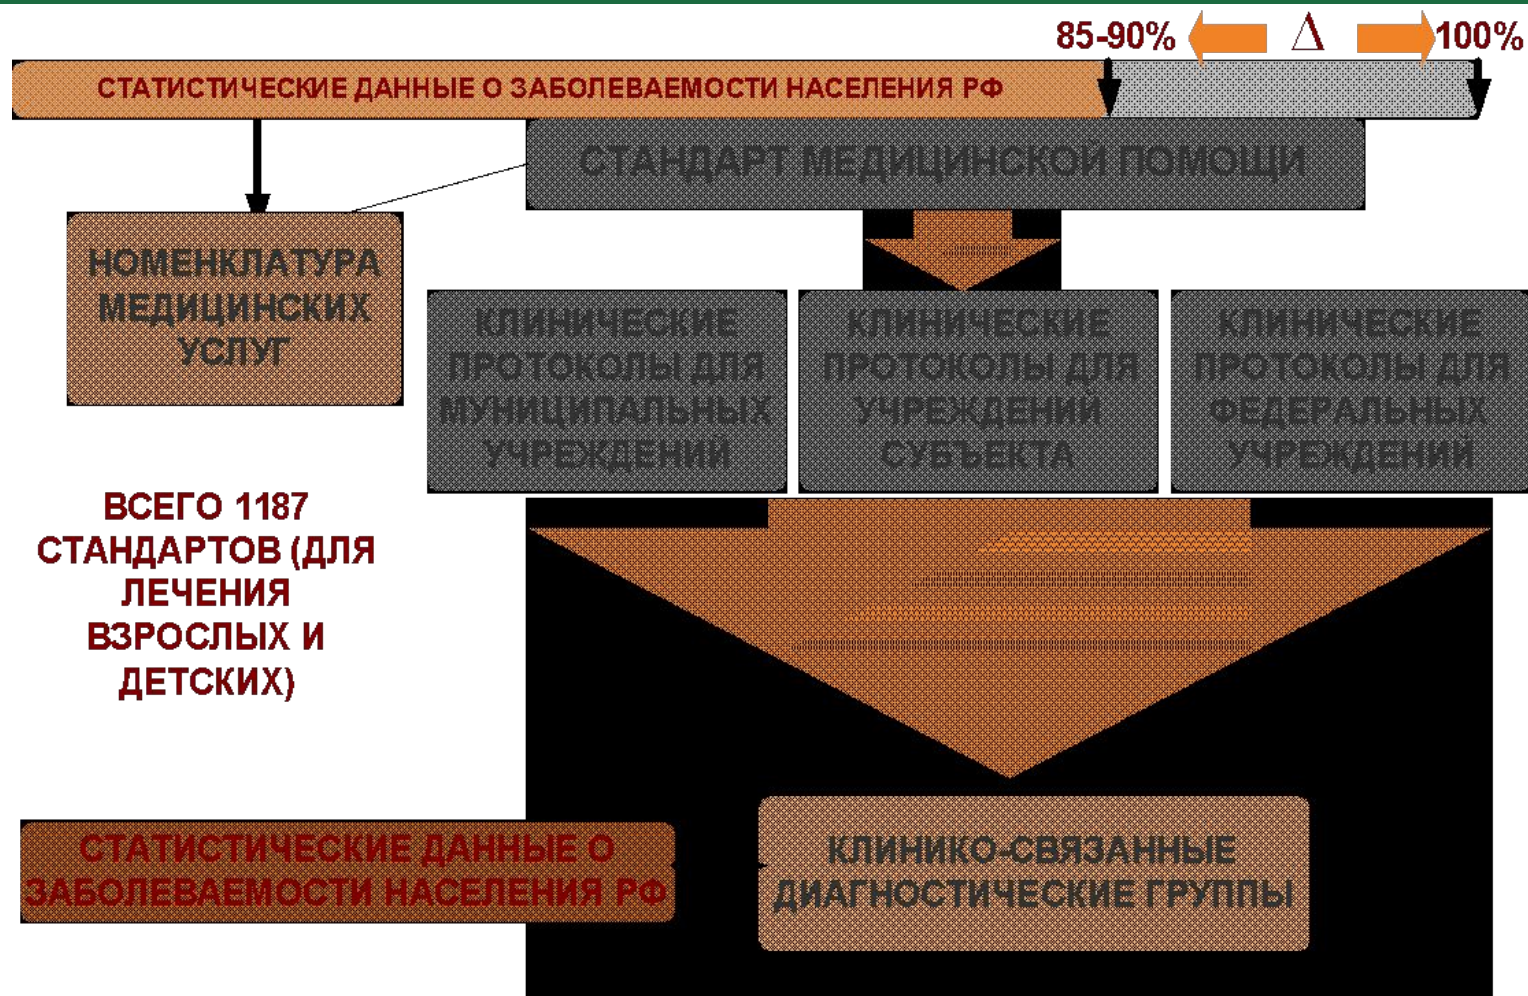 85-90% Δ 100%
СТАТИСТИЧЕСКИЕ ДАННЫЕ О ЗАБОЛЕВАЕМОСТИ НАСЕЛЕНИЯ РФ
СТАНДАРТ МЕДИЦИНСКОЙ ПОМОЩИ
НОМЕНКЛАТУРА
МЕДИЦИНСКИХ
УСЛУГ
КЛИНИЧЕСКИЕ
ПРОТОКОЛЫ ДЛЯ
МУНИЦИПАЛЬНЫХ
УЧРЕЖДЕНИЙ
КЛИНИЧЕСКИЕ
ПРОТОКОЛЫ ДЛЯ
УЧРЕЖДЕНИЙ
СУБЪЕКТА
КЛИНИЧЕСКИЕ
ПРОТОКОЛЫ ДЛЯ
ФЕДЕРАЛЬНЫХ
УЧРЕЖДЕНИЙ
ВСЕГО 1187
СТАНДАРТОВ (ДЛЯ
ЛЕЧЕНИЯ
ВЗРОСЛЫХ И
ДЕТСКИХ)
СТАТИСТИЧЕСКИЕ ДАННЫЕ О
ЗАБОЛЕВАЕМОСТИ НАСЕЛЕНИЯ РФ
КЛИНИКО-СВЯЗАННЫЕ
ДИАГНОСТИЧЕСКИЕ ГРУППЫ